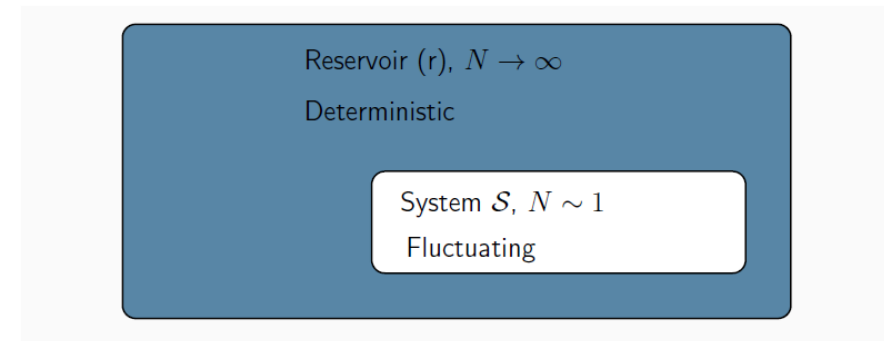 Reservoir (r), N → ∞
Deterministic
System 𝒮, N ∼ 1
Fluctuating